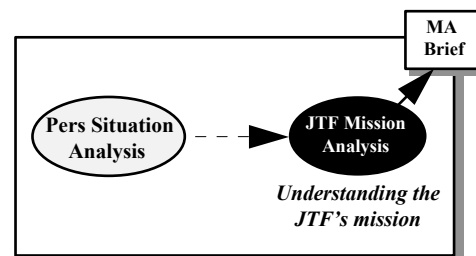 MA
Brief
Pers Situation
Analysis
JTF Mission
Analysis
Understanding the
JTF's mission